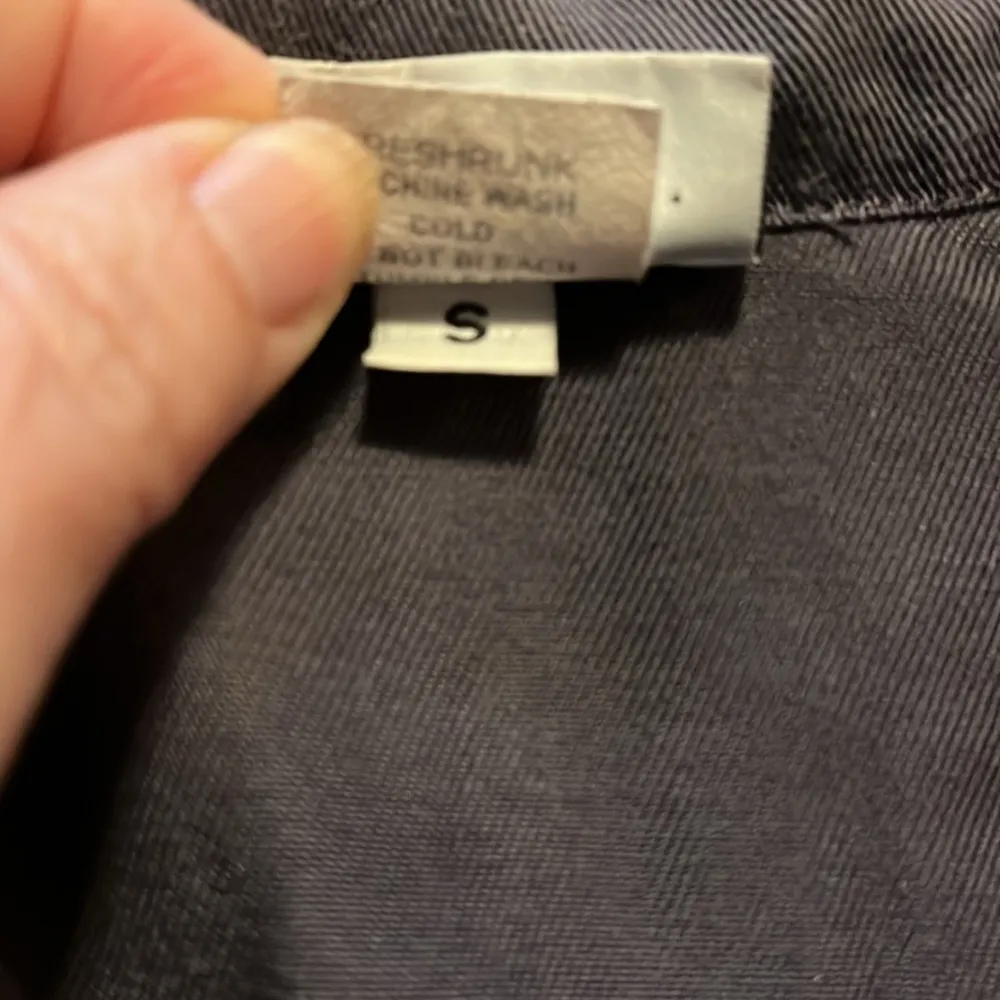 RESHRUNK
CHINE WASH
COLD
NOT BLEACH
S